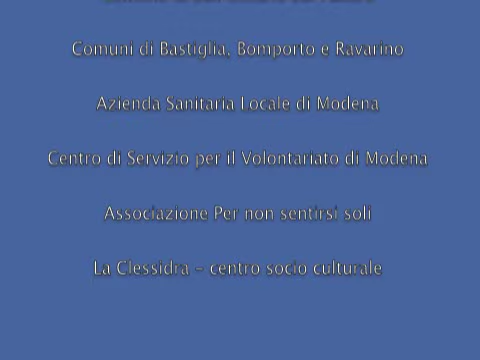 Comuni di Bastiglia, Bomporto e Ravarino
Azienda Sanitaria Locale di Modena
Centro di Servizio per il Volontariato di Modena
Associazione Per non sentirsi soli
La Clessidra – centro socio culturale